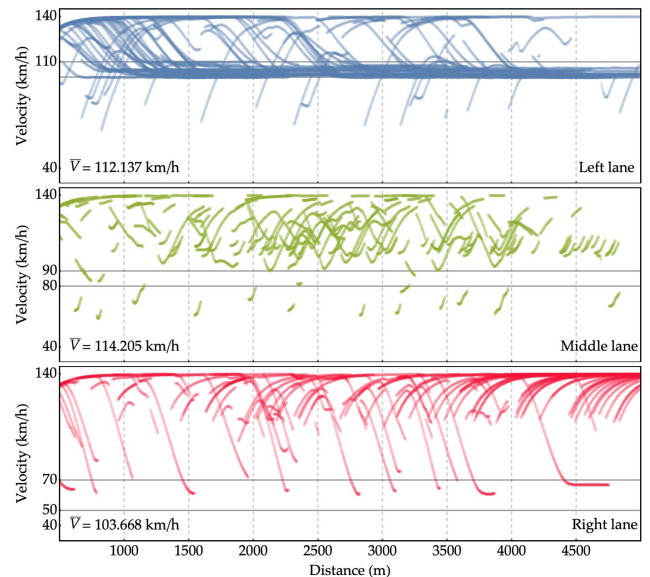 140
110
Velocity (km/h)
40
V̅ = 112.137 km/h
Left lane
140
90
80
Velocity (km/h)
40
V̅ = 114.205 km/h
Middle lane
140
70
50
40
Velocity (km/h)
V̅ = 103.668 km/h
Right lane
1000 1500 2000 2500 3000 3500 4000 4500
Distance (m)